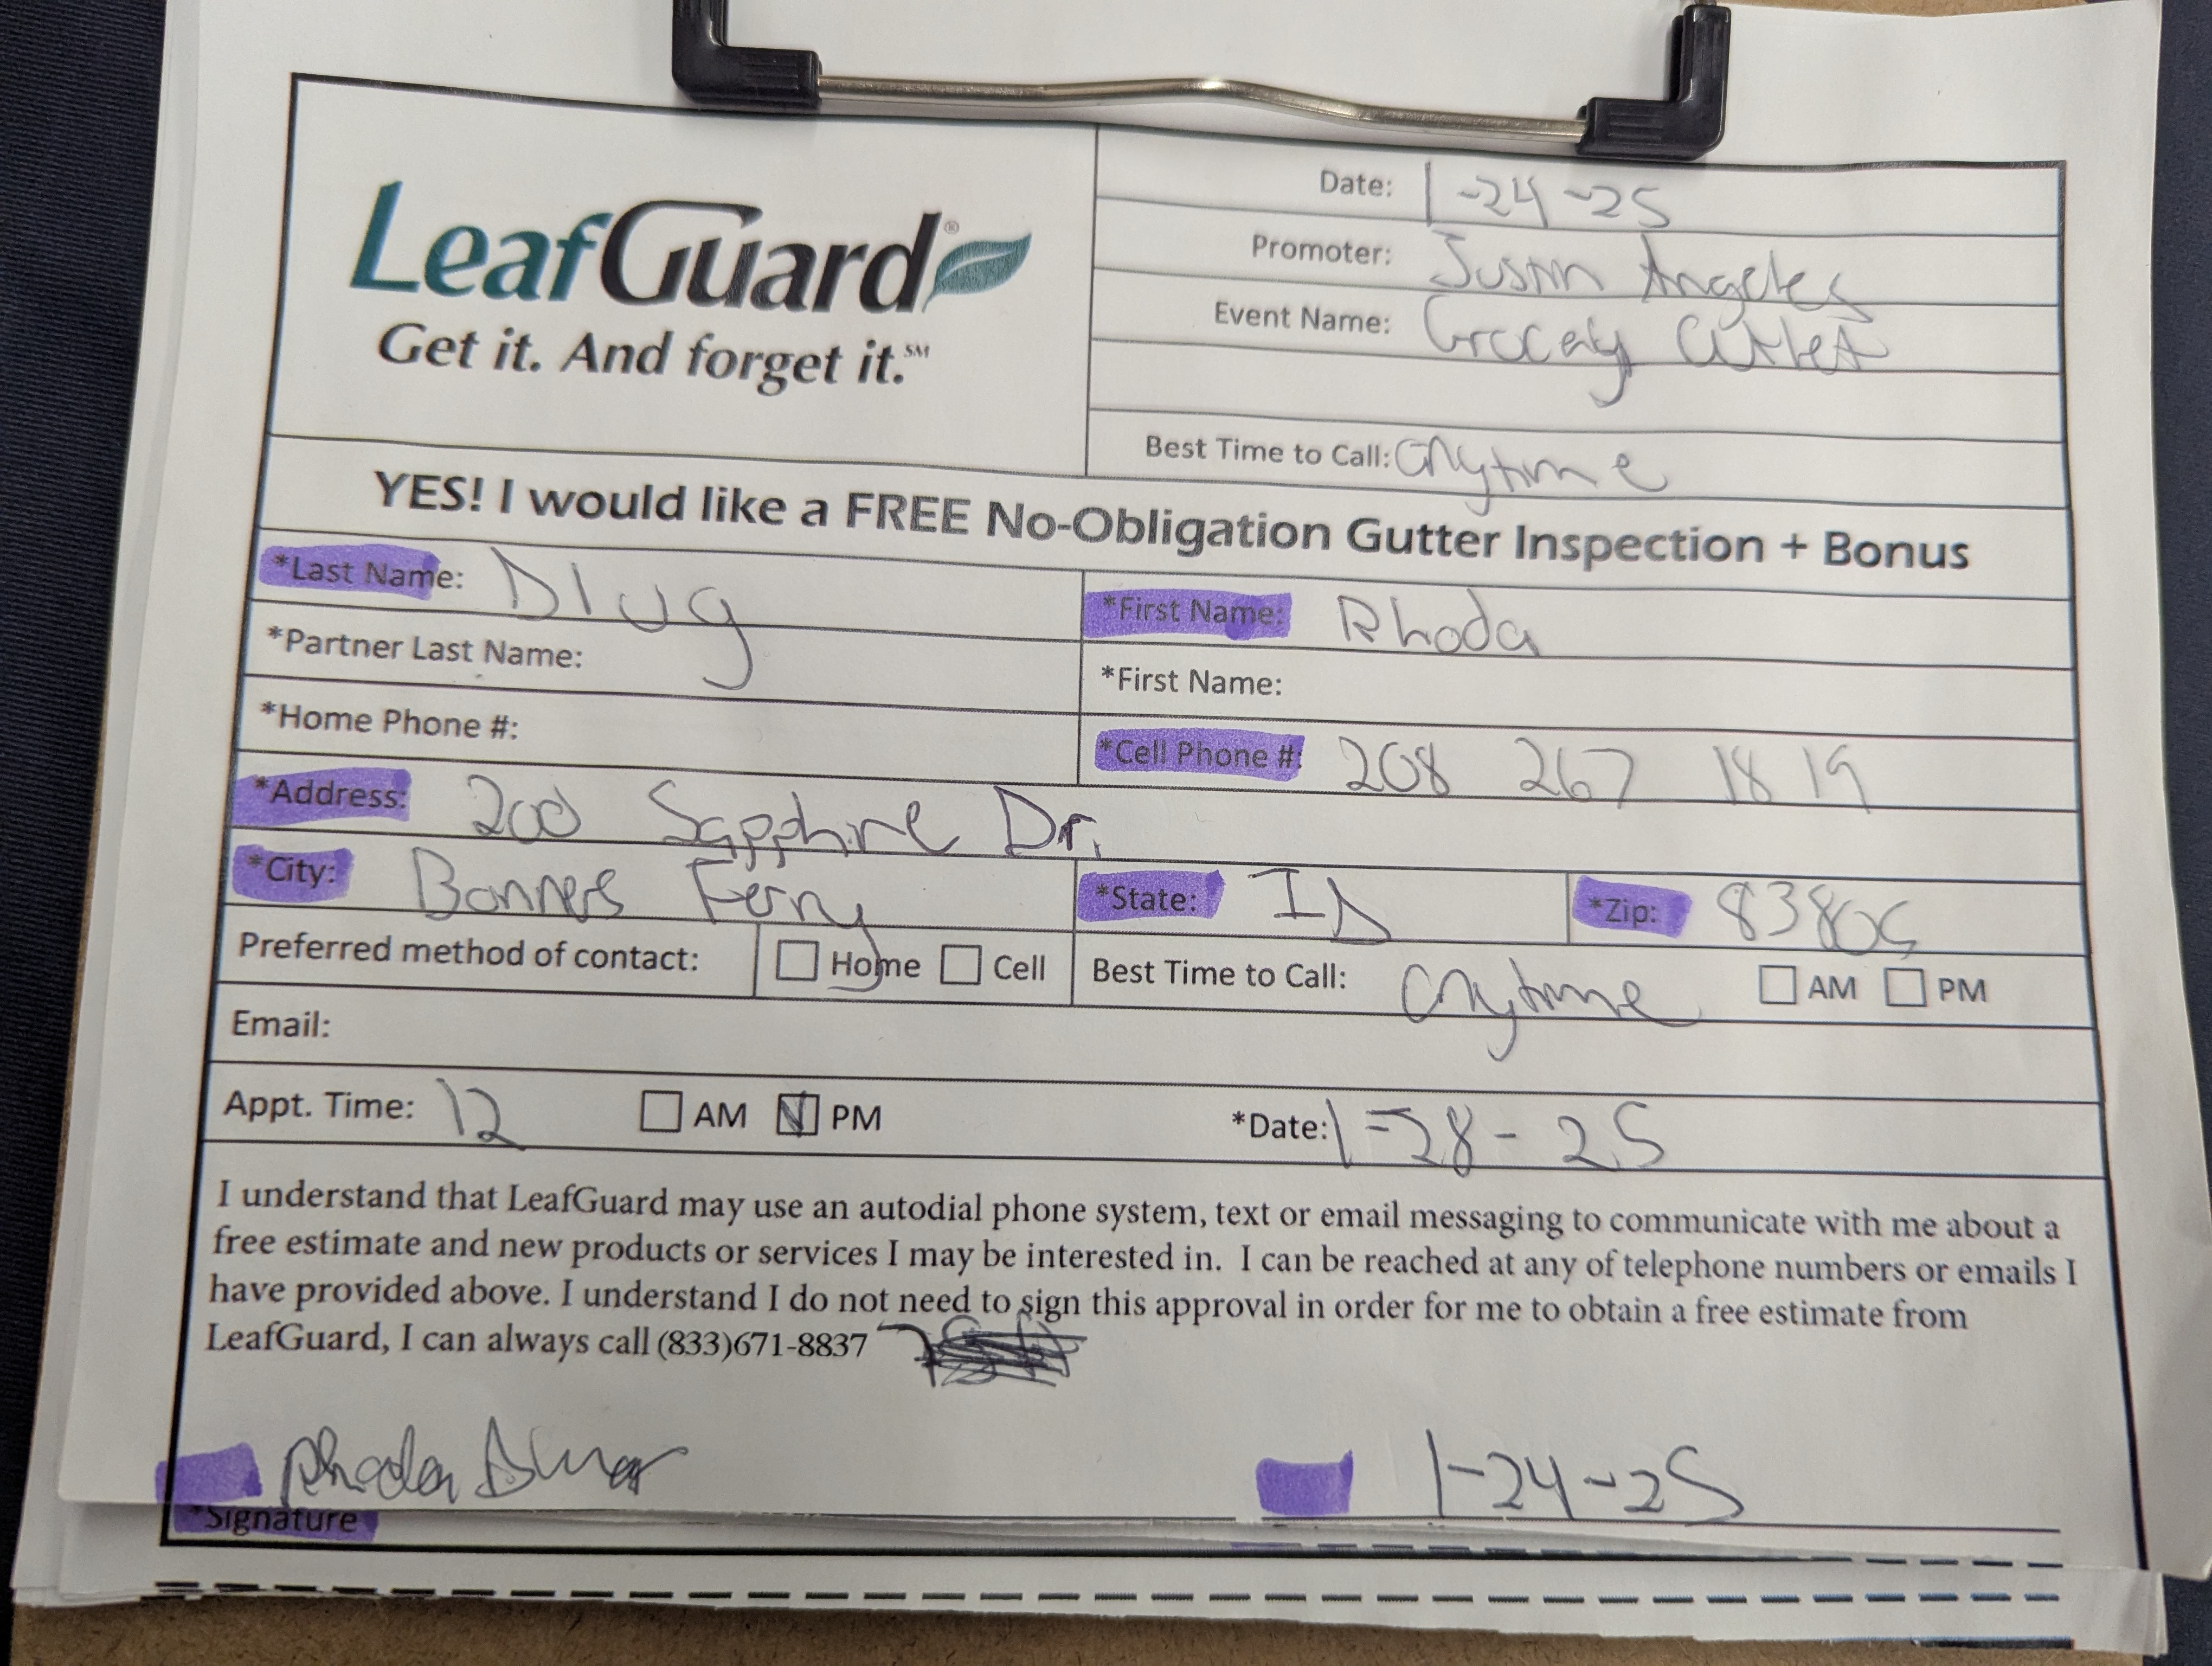 LeafGuard®
Get it. And forget it.℠
Date: 1-24-25
Promoter: Justin Angeles
Event Name: Grocery Outlet
Best Time to Call: anytime
YES! I would like a FREE No-Obligation Gutter Inspection + Bonus
*Last Name: Dlug *First Name: Rhoda
*Partner Last Name: *First Name:
*Home Phone #: *Cell Phone #: 208 267 1819
*Address: 200 Sapphire Dr.
*City: Bonners Ferry *State: ID *Zip: 83805
Preferred method of contact: Home Cell Best Time to Call: anytime AM PM
Email:
Appt. Time: 12 AM PM *Date: 1-28-25
I understand that LeafGuard may use an autodial phone system, text or email messaging to communicate with me about a
free estimate and new products or services I may be interested in. I can be reached at any of telephone numbers or emails I
have provided above. I understand I do not need to sign this approval in order for me to obtain a free estimate from
LeafGuard, I can always call (833)671-8837
Rhoda 1-24-25
*Signature